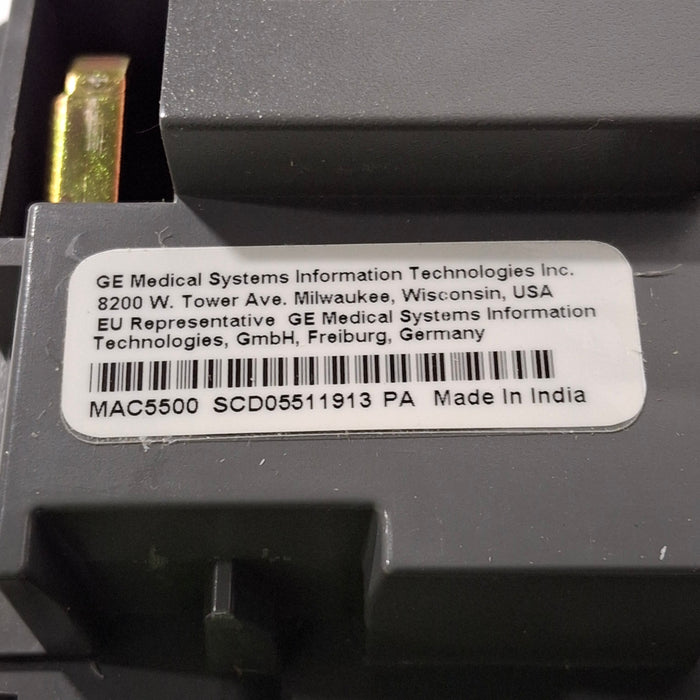 GE Medical Systems Information Technologies Inc.
8200 W. Tower Ave. Milwaukee, Wisconsin, USA
EU Representative GE Medical Systems Information
Technologies, GmbH, Freiburg, Germany
MAC5500 SCD05511913 PA Made In India